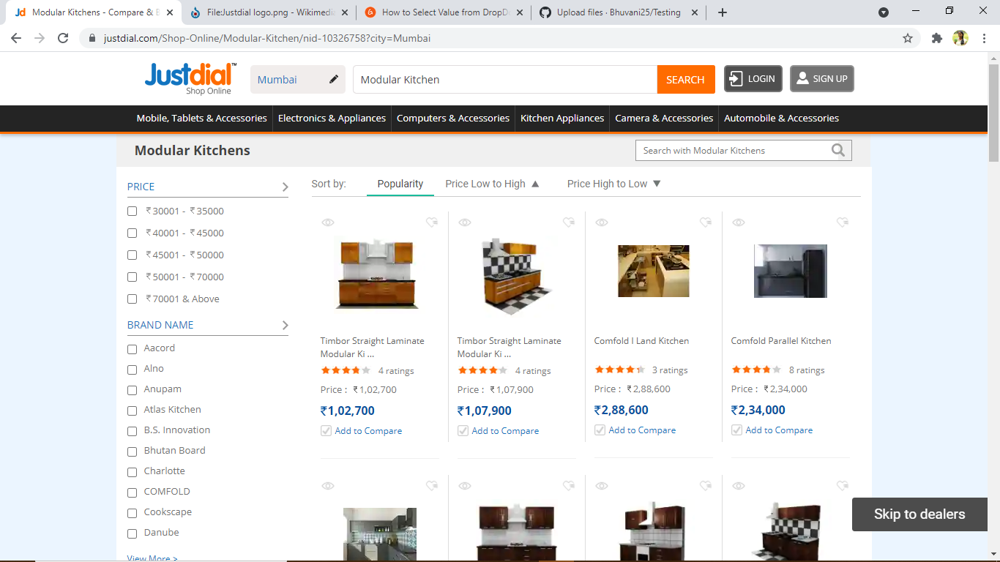 Modular Kitchens - Compare & B
File:Justdial logo.png - Wikimedia
How to Select Value from DropD
Upload files · Bhuvani25/Testing
justdial.com/Shop-Online/Modular-Kitchen/nid-10326758?city=Mumbai
Justdial™
Shop Online
Mumbai
Modular Kitchen
SEARCH
LOGIN
SIGN UP
Mobile, Tablets & Accessories
Electronics & Appliances
Computers & Accessories
Kitchen Appliances
Camera & Accessories
Automobile & Accessories
Modular Kitchens
Search with Modular Kitchens
PRICE
₹30001 - ₹35000
₹40001 - ₹45000
₹45001 - ₹50000
₹50001 - ₹70000
₹70001 & Above
BRAND NAME
Aacord
Alno
Anupam
Atlas Kitchen
B.S. Innovation
Bhutan Board
Charlotte
COMFOLD
Cookscape
Danube
View More >
Sort by:
Popularity
Price Low to High ▲
Price High to Low ▼
Timbor Straight Laminate
Modular Ki ...
4 ratings
Price : ₹1,02,700
₹1,02,700
Add to Compare
Timbor Straight Laminate
Modular Ki ...
4 ratings
Price : ₹1,07,900
₹1,07,900
Add to Compare
Comfold I Land Kitchen
3 ratings
Price : ₹2,88,600
₹2,88,600
Add to Compare
Comfold Parallel Kitchen
8 ratings
Price : ₹2,34,000
₹2,34,000
Add to Compare
Skip to dealers